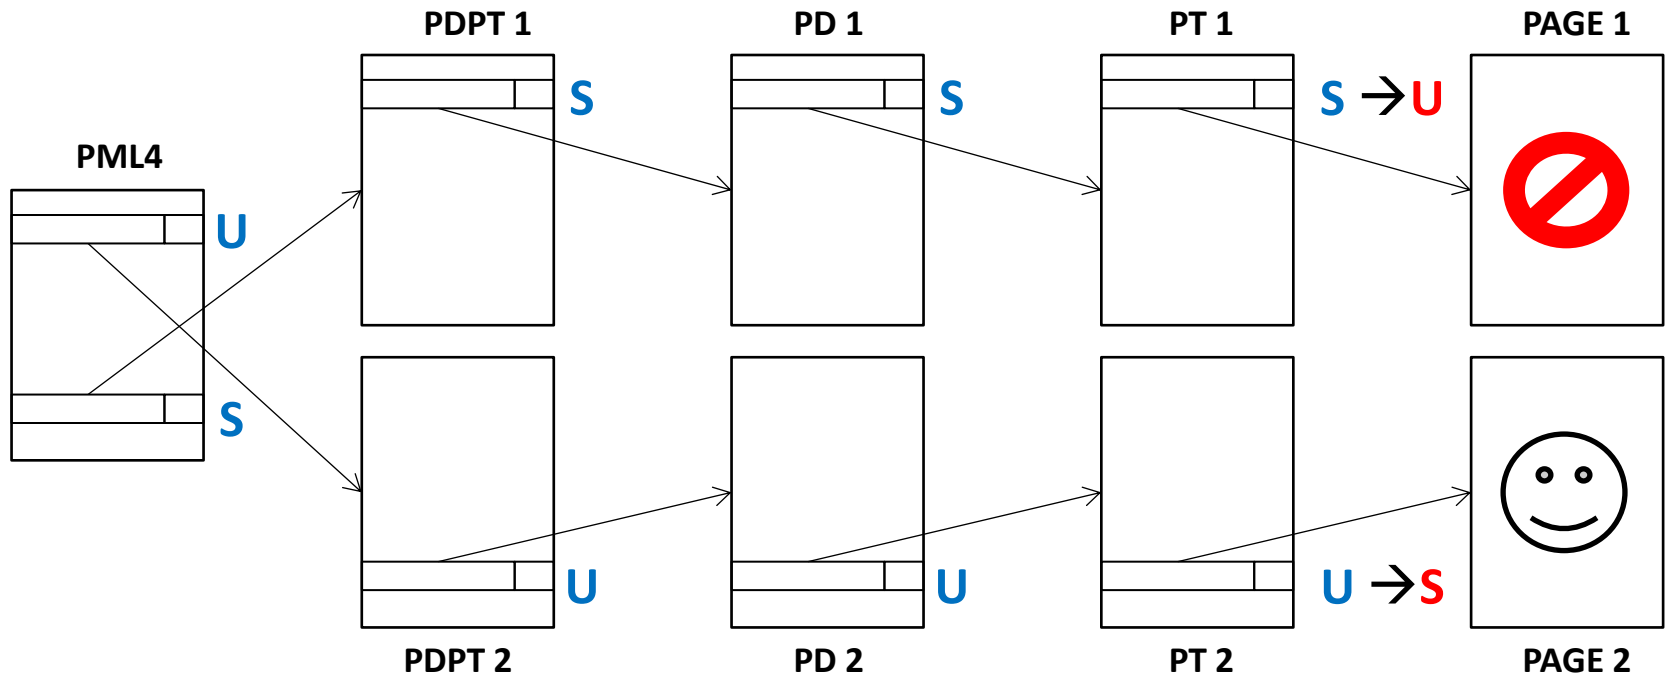 PDPT 1
PD 1
PT 1
PAGE 1
S
S
S → U
PML4
U
S
U
U
U → S
PDPT 2
PD 2
PT 2
PAGE 2